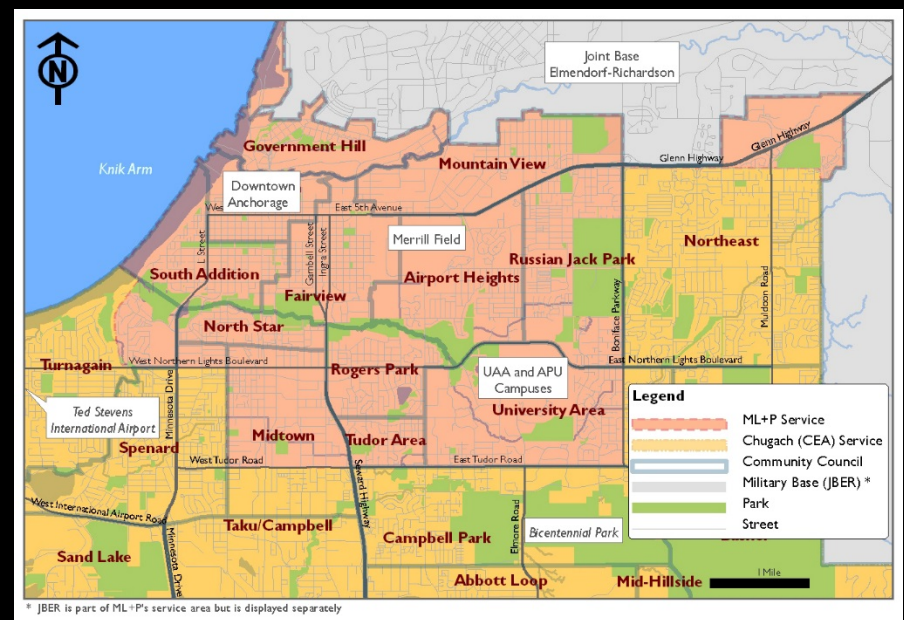 N
Joint Base
Elmendorf-Richardson
Knik Arm
Government Hill
Mountain View
Glenn Highway
Glenn Highway
Downtown
Anchorage
East 5th Avenue
Merrill Field
Northeast
L Street
Gambell Street
Ingra Street
Russian Jack Park
South Addition
Airport Heights
Fairview
Boniface Parkway
Muldoon Road
North Star
Turnagain
West Northern Lights Boulevard
Rogers Park
East Northern Lights Boulevard
UAA and APU
Campuses
University Area
Ted Stevens
International Airport
Minnesota Drive
Spenard
Midtown
Tudor Area
West Tudor Road
East Tudor Road
Seward Highway
West International Airport Road
Taku/Campbell
Campbell Park
Elmore Road
Bicentennial Park
Sand Lake
Minnesota Drive
Abbott Loop
Mid-Hillside
1 Mile
Legend
ML+P Service
Chugach (CEA) Service
Community Council
Military Base (JBER) *
Park
Street
* JBER is part of ML+P's service area but is displayed separately